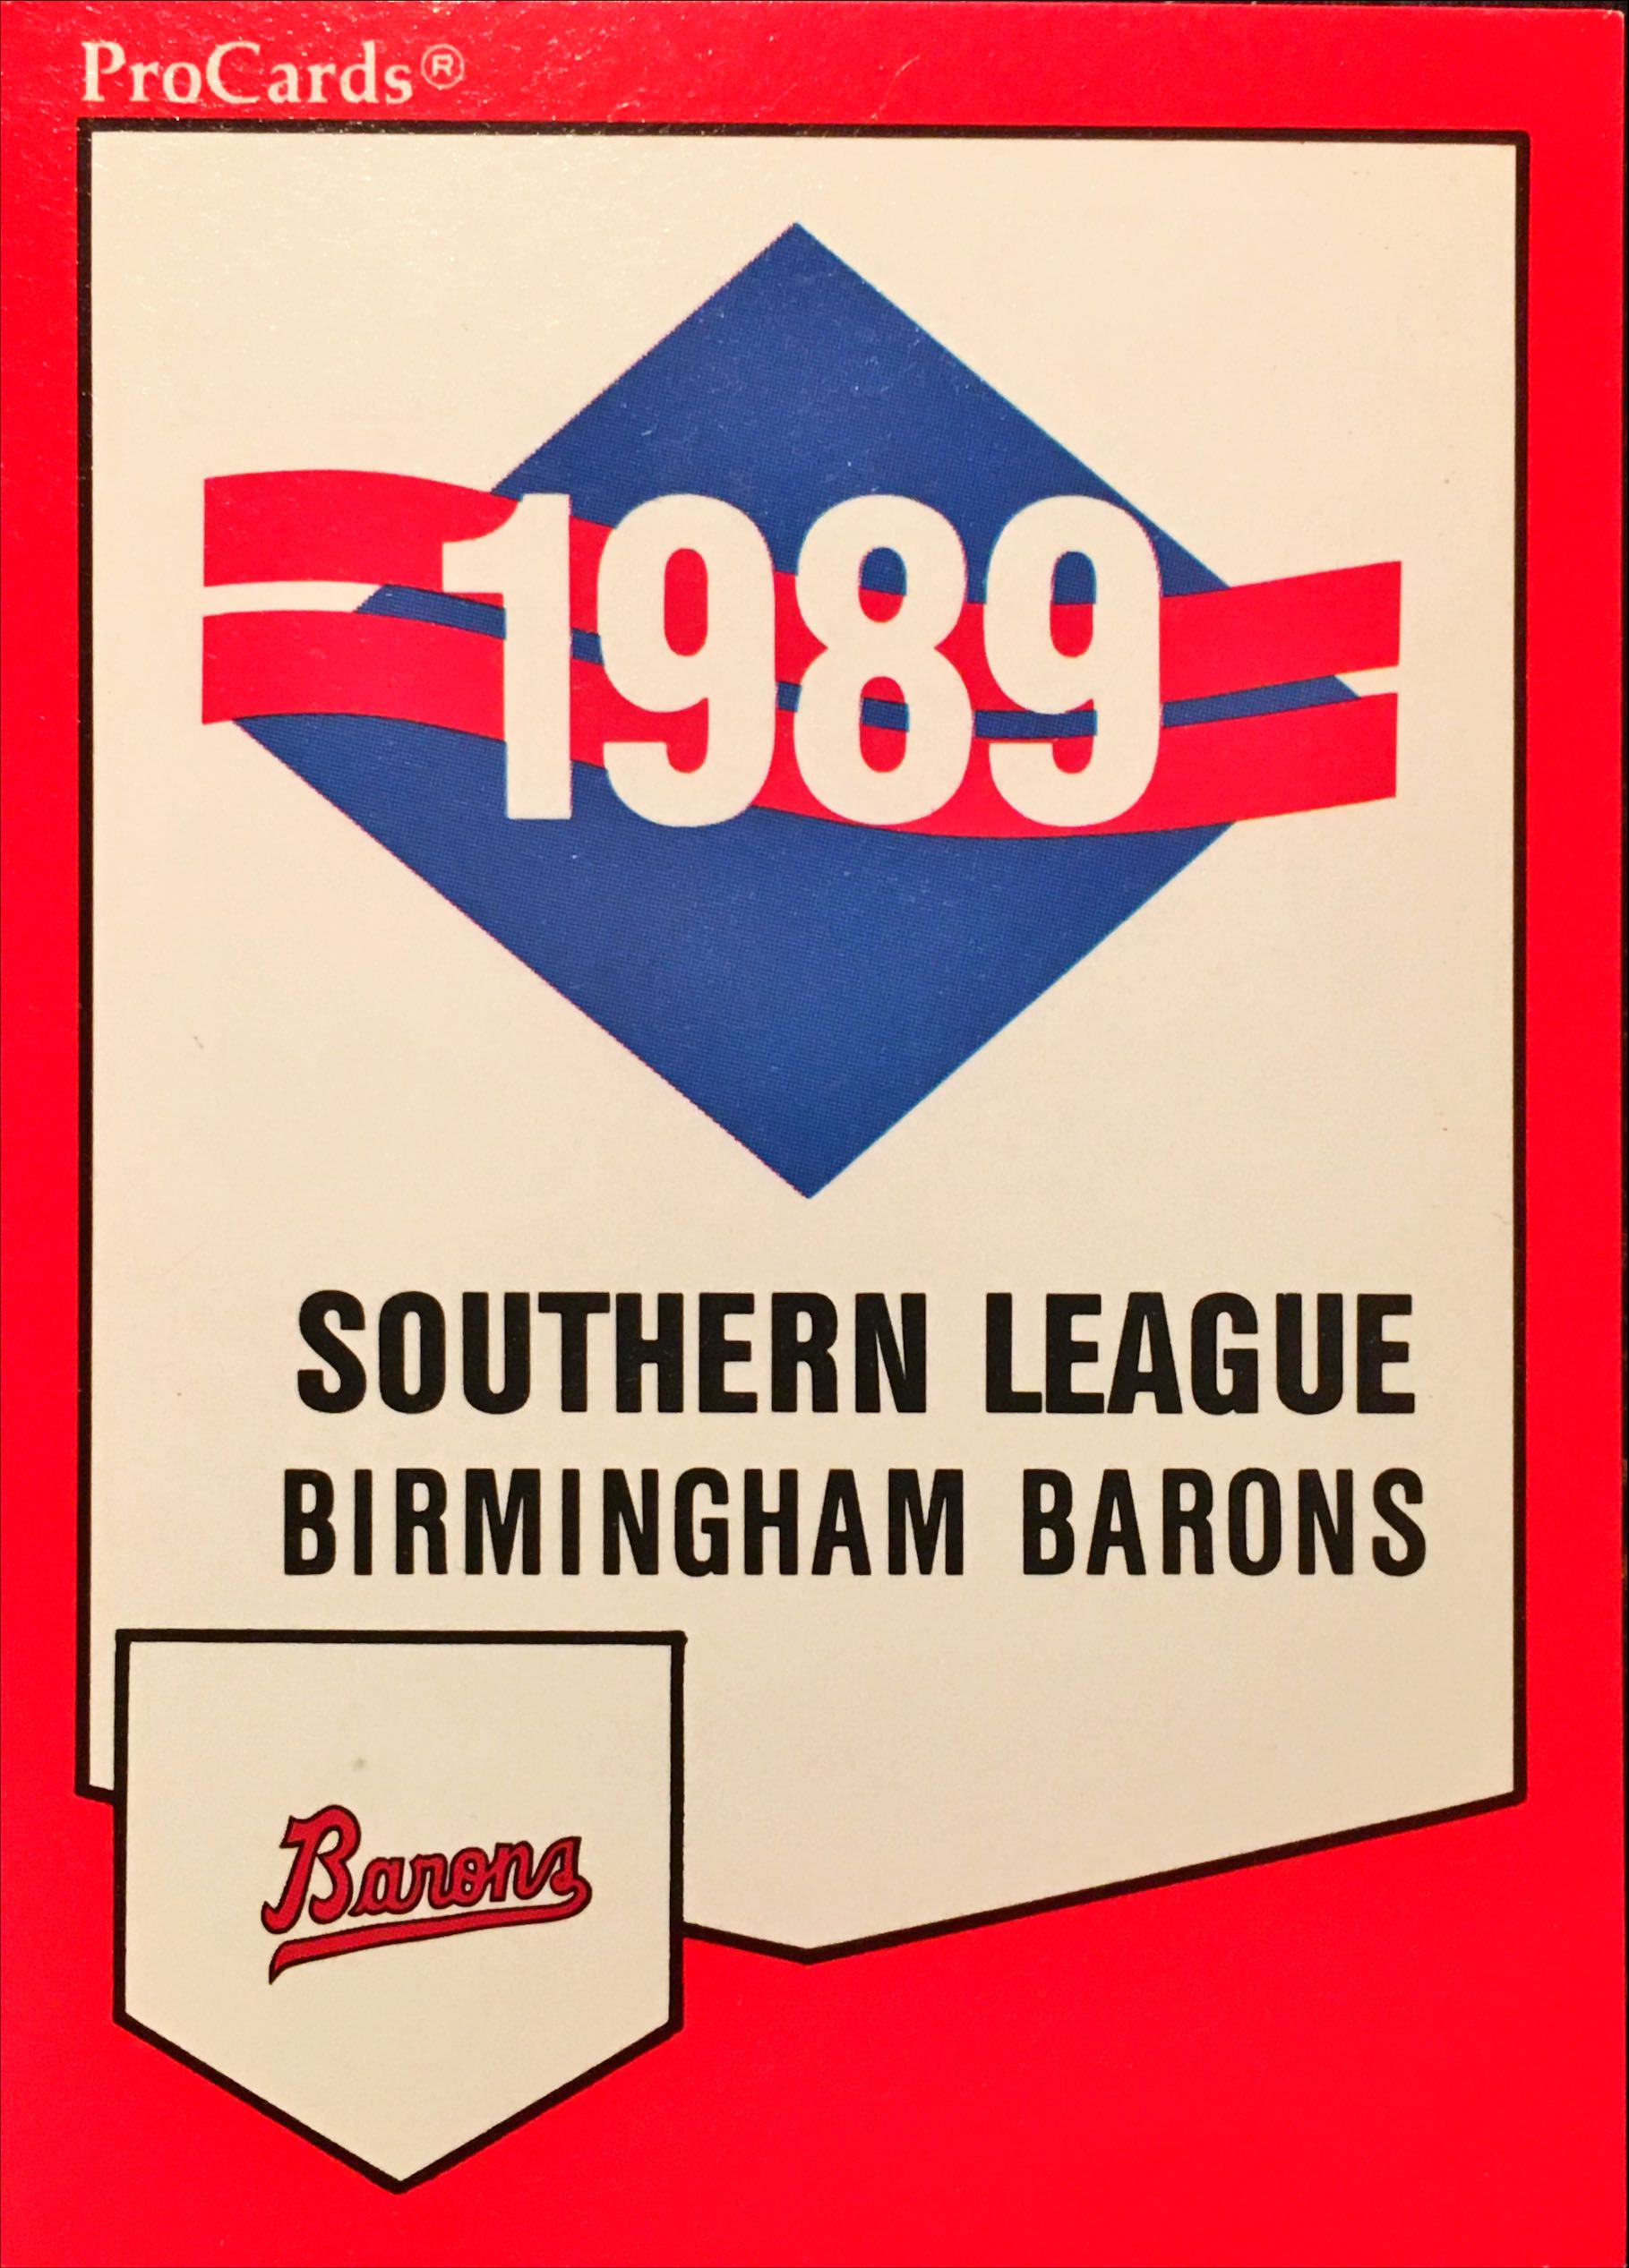 ProCards®
1989
SOUTHERN LEAGUE
BIRMINGHAM BARONS
Barons